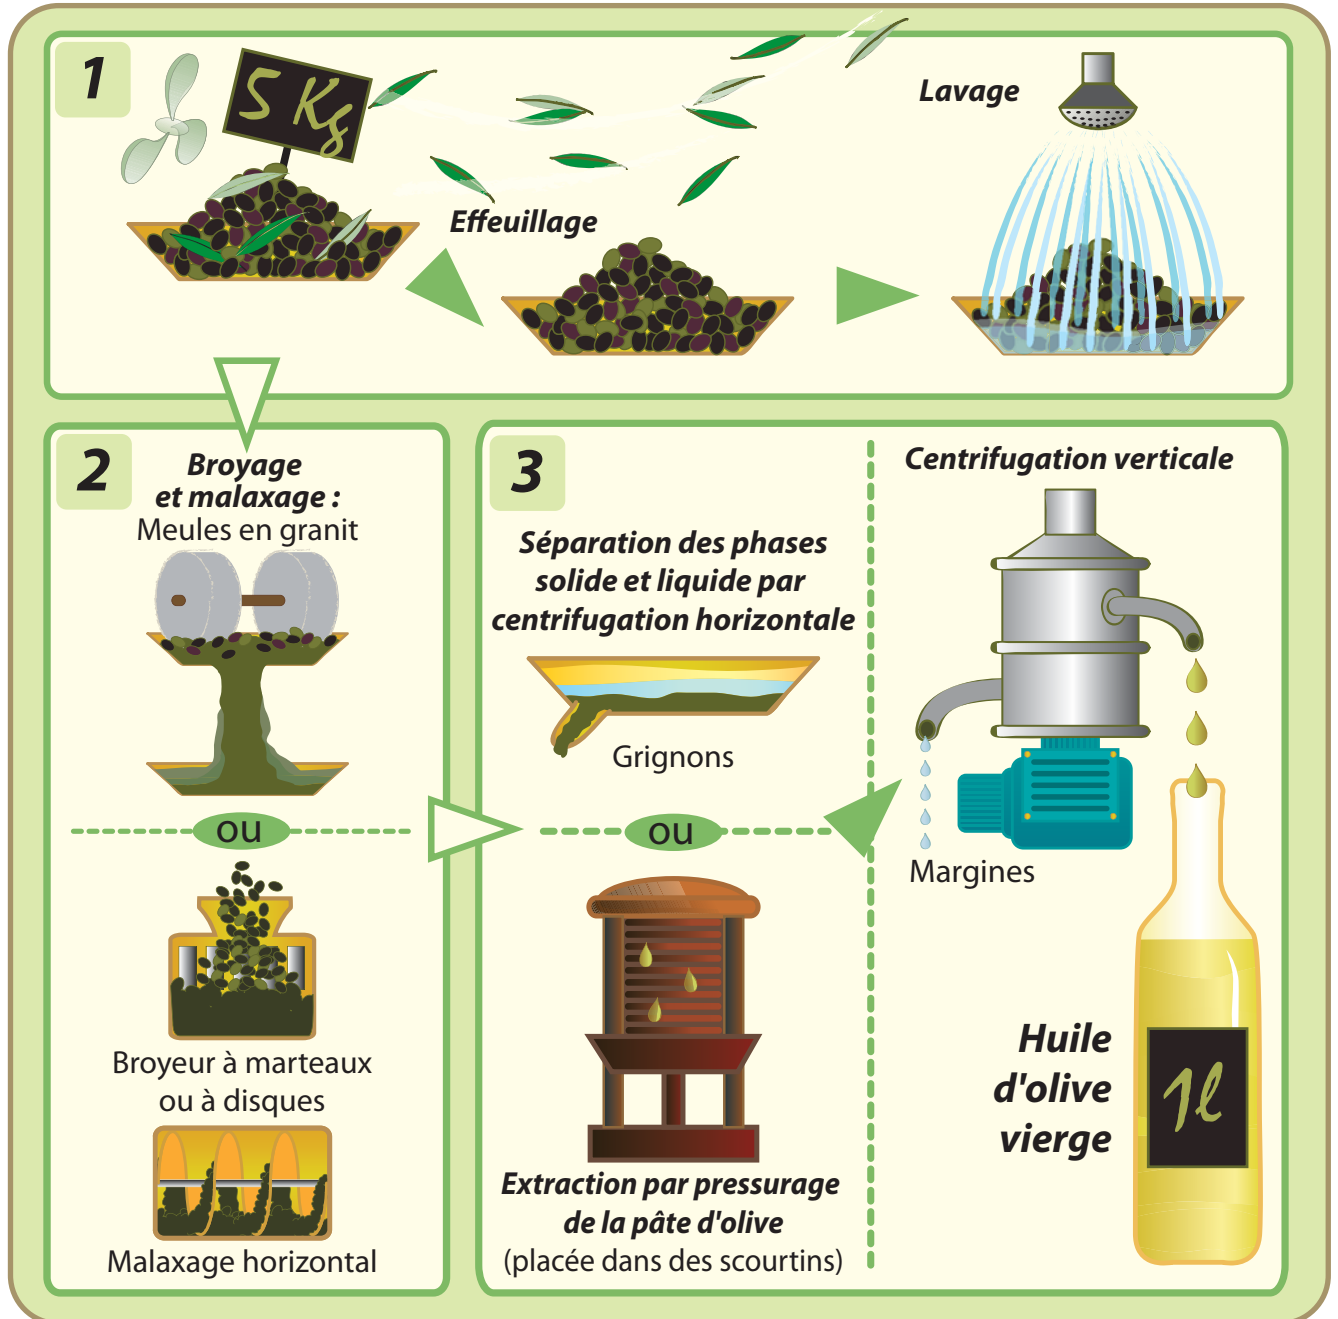 1
5 Kg
Effeuillage
Lavage
2
Broyage
et malaxage :
Meules en granit
ou
Broyeur à marteaux
ou à disques
Malaxage horizontal
3
Séparation des phases
solide et liquide par
centrifugation horizontale
Grignons
ou
Extraction par pressurage
de la pâte d'olive
(placée dans des scourtins)
Centrifugation verticale
Margines
Huile
d'olive
vierge
1l